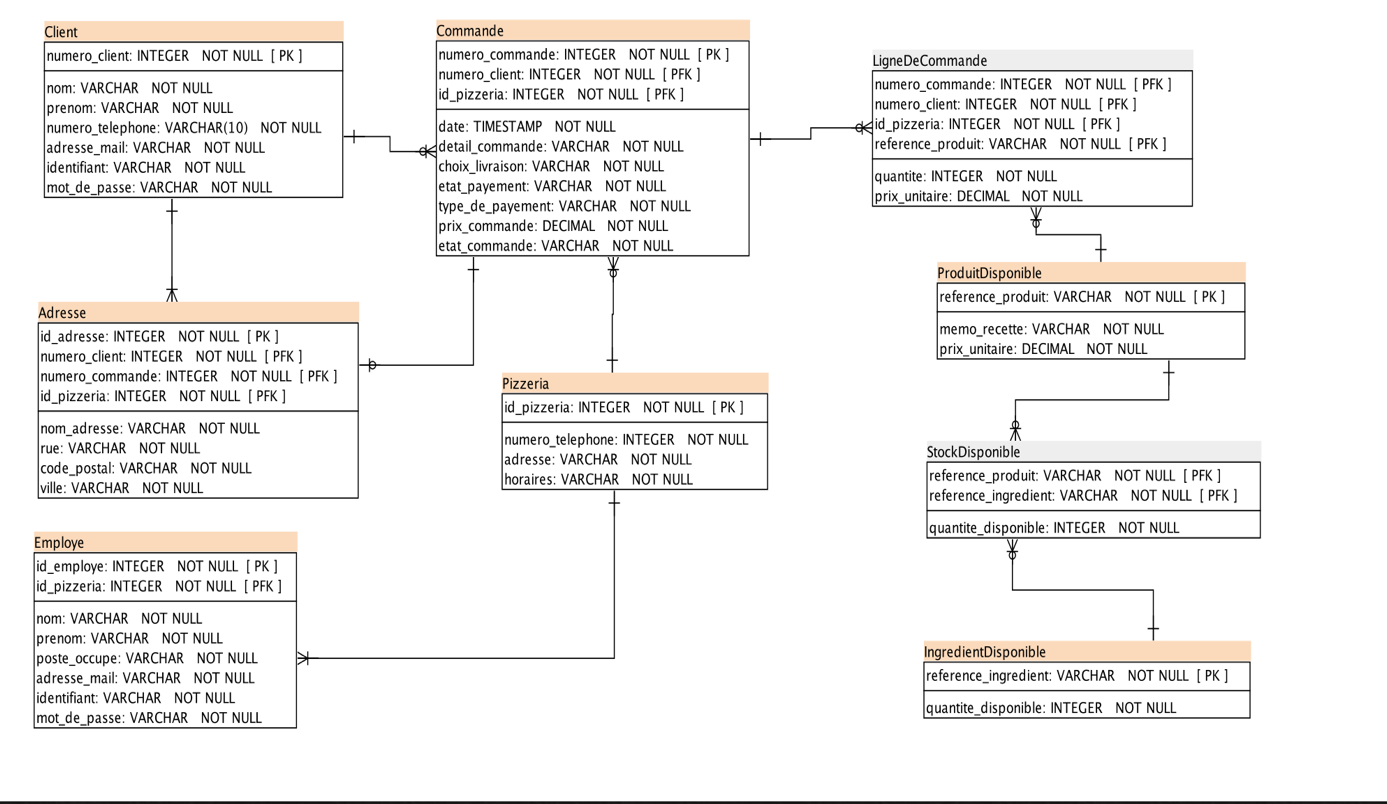 Client
numero_client: INTEGER NOT NULL [ PK ]
nom: VARCHAR NOT NULL
prenom: VARCHAR NOT NULL
numero_telephone: VARCHAR(10) NOT NULL
adresse_mail: VARCHAR NOT NULL
identifiant: VARCHAR NOT NULL
mot_de_passe: VARCHAR NOT NULL
Commande
numero_commande: INTEGER NOT NULL [ PK ]
numero_client: INTEGER NOT NULL [ PFK ]
id_pizzeria: INTEGER NOT NULL [ PFK ]
date: TIMESTAMP NOT NULL
detail_commande: VARCHAR NOT NULL
choix_livraison: VARCHAR NOT NULL
etat_payement: VARCHAR NOT NULL
type_de_payement: VARCHAR NOT NULL
prix_commande: DECIMAL NOT NULL
etat_commande: VARCHAR NOT NULL
LigneDeCommande
numero_commande: INTEGER NOT NULL [ PFK ]
numero_client: INTEGER NOT NULL [ PFK ]
id_pizzeria: INTEGER NOT NULL [ PFK ]
reference_produit: VARCHAR NOT NULL [ PFK ]
quantite: INTEGER NOT NULL
prix_unitaire: DECIMAL NOT NULL
Adresse
id_adresse: INTEGER NOT NULL [ PK ]
numero_client: INTEGER NOT NULL [ PFK ]
numero_commande: INTEGER NOT NULL [ PFK ]
id_pizzeria: INTEGER NOT NULL [ PFK ]
nom_adresse: VARCHAR NOT NULL
rue: VARCHAR NOT NULL
code_postal: VARCHAR NOT NULL
ville: VARCHAR NOT NULL
Pizzeria
id_pizzeria: INTEGER NOT NULL [ PK ]
numero_telephone: INTEGER NOT NULL
adresse: VARCHAR NOT NULL
horaires: VARCHAR NOT NULL
ProduitDisponible
reference_produit: VARCHAR NOT NULL [ PK ]
memo_recette: VARCHAR NOT NULL
prix_unitaire: DECIMAL NOT NULL
StockDisponible
reference_produit: VARCHAR NOT NULL [ PFK ]
reference_ingredient: VARCHAR NOT NULL [ PFK ]
quantite_disponible: INTEGER NOT NULL
Employe
id_employe: INTEGER NOT NULL [ PK ]
id_pizzeria: INTEGER NOT NULL [ PFK ]
nom: VARCHAR NOT NULL
prenom: VARCHAR NOT NULL
poste_occupe: VARCHAR NOT NULL
adresse_mail: VARCHAR NOT NULL
identifiant: VARCHAR NOT NULL
mot_de_passe: VARCHAR NOT NULL
IngredientDisponible
reference_ingredient: VARCHAR NOT NULL [ PK ]
quantite_disponible: INTEGER NOT NULL